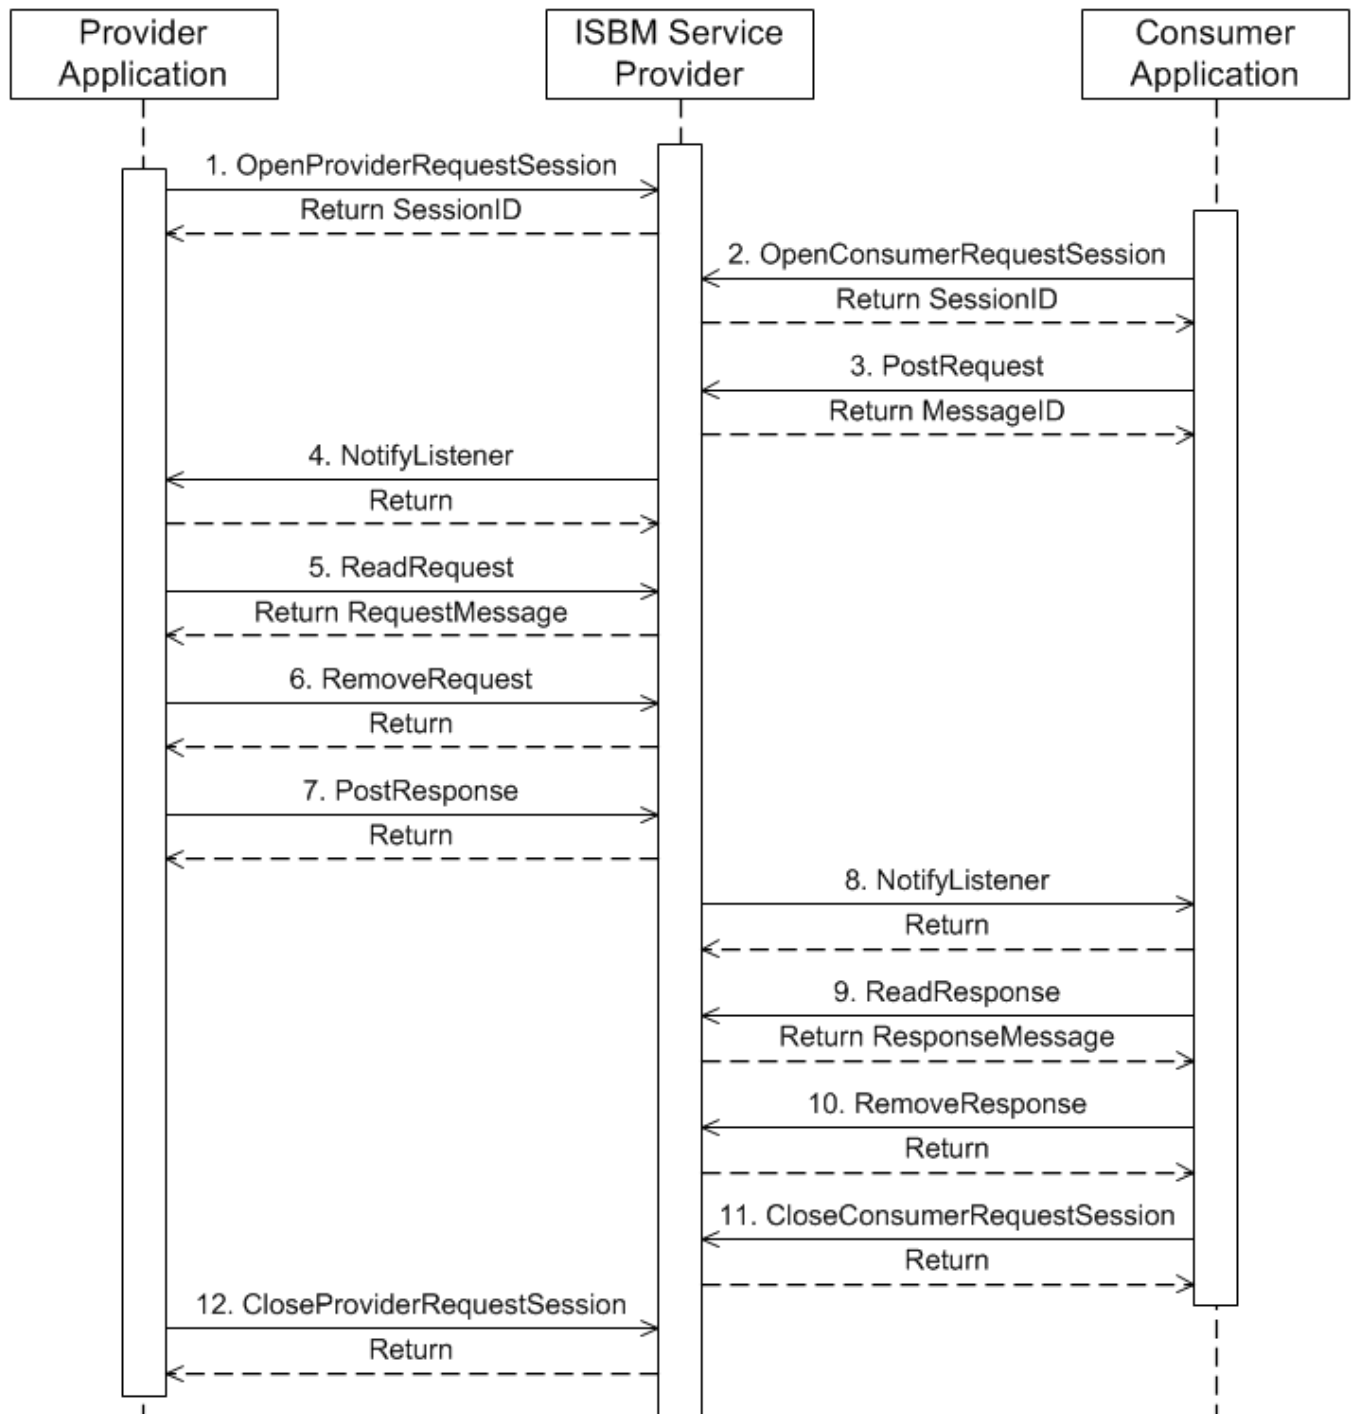 Provider
Application
ISBM Service
Provider
Consumer
Application
1. OpenProviderRequestSession
Return SessionID
2. OpenConsumerRequestSession
Return SessionID
3. PostRequest
Return MessageID
4. NotifyListener
Return
5. ReadRequest
Return RequestMessage
6. RemoveRequest
Return
7. PostResponse
Return
8. NotifyListener
Return
9. ReadResponse
Return ResponseMessage
10. RemoveResponse
Return
11. CloseConsumerRequestSession
Return
12. CloseProviderRequestSession
Return